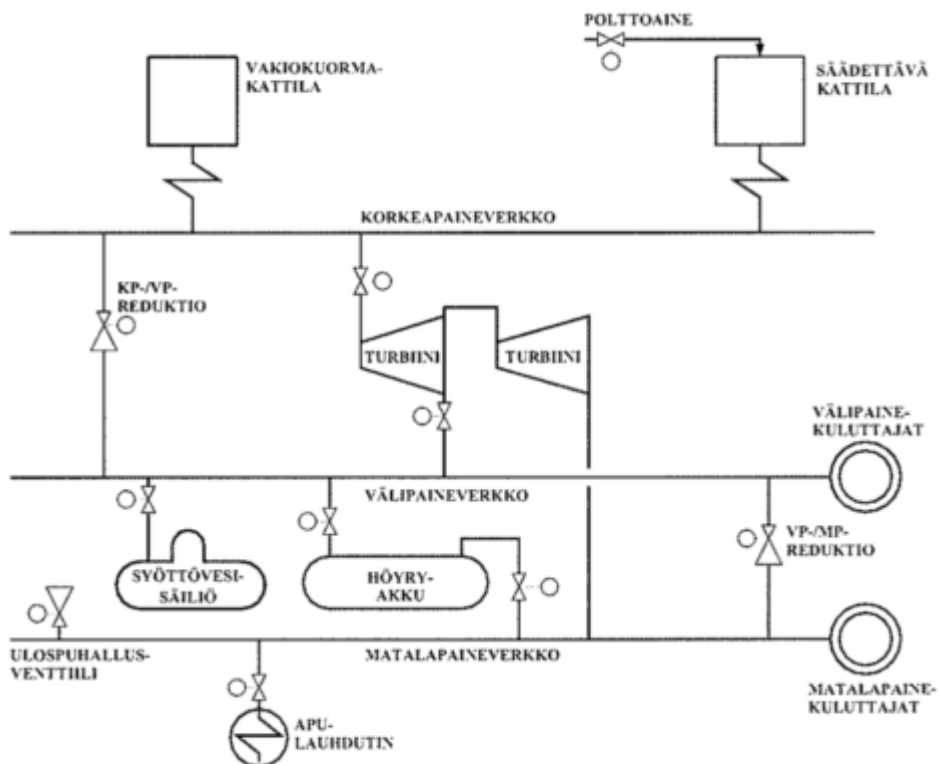 POLTTOAINE
VAKIOKUORMA-
KATTILA
SÄÄDETTÄVÄ
KATTILA
KORKEAPAINEVERKKO
KP-/VP-
REDUKTIO
TURBIINI
TURBIINI
VÄLIPAINE-
KULUTTAJAT
VÄLIPAINEVERKKO
VP-/MP-
REDUKTIO
SYÖTTÖVESI-
SÄILIÖ
HÖYRY-
AKKU
ULOSPUHALLUS-
VENTTIILI
MATALAPAINEVERKKO
MATALAPAINE-
KULUTTAJAT
APU-
LAUHDUTIN